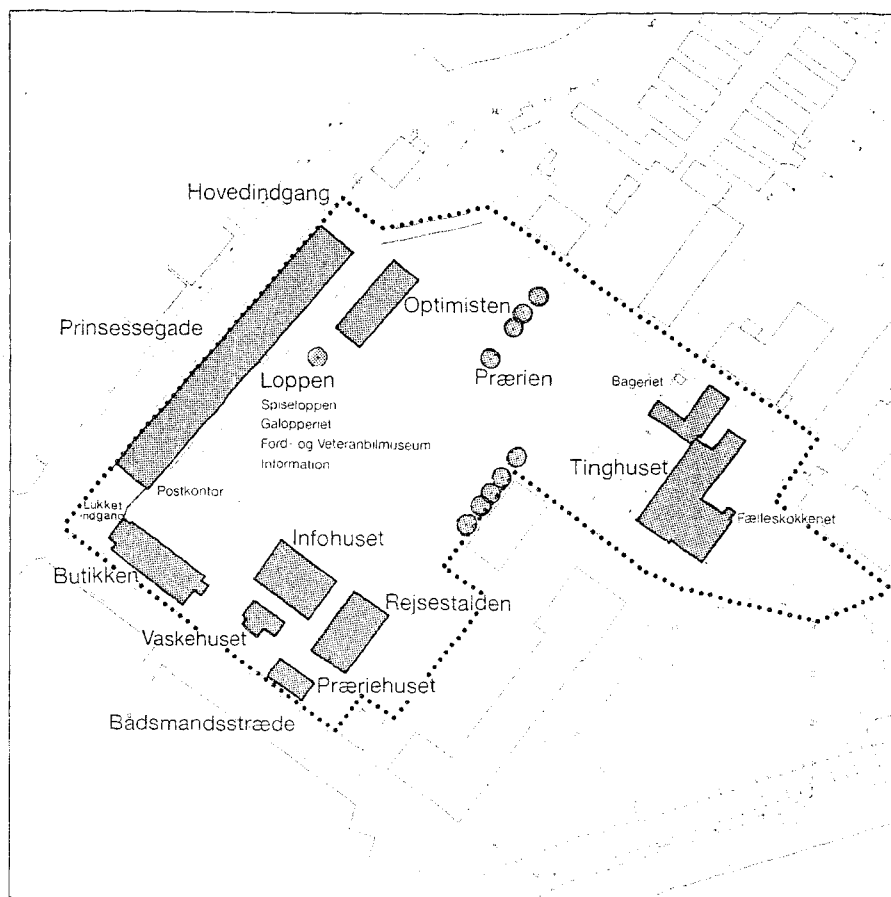 Hovedindgang
Optimisten
Prinsessegade
Prærien
Loppen
Spiseloppen
Galopperiet
Ford- og Veteranbilmuseum
Information
Bageriet
Tinghuset
Postkontor
Lukket
indgang
Fælleskokkenet
Infohuset
Butikken
Rejsestalden
Vaskehuset
Præriehuset
Bådsmandsstræde